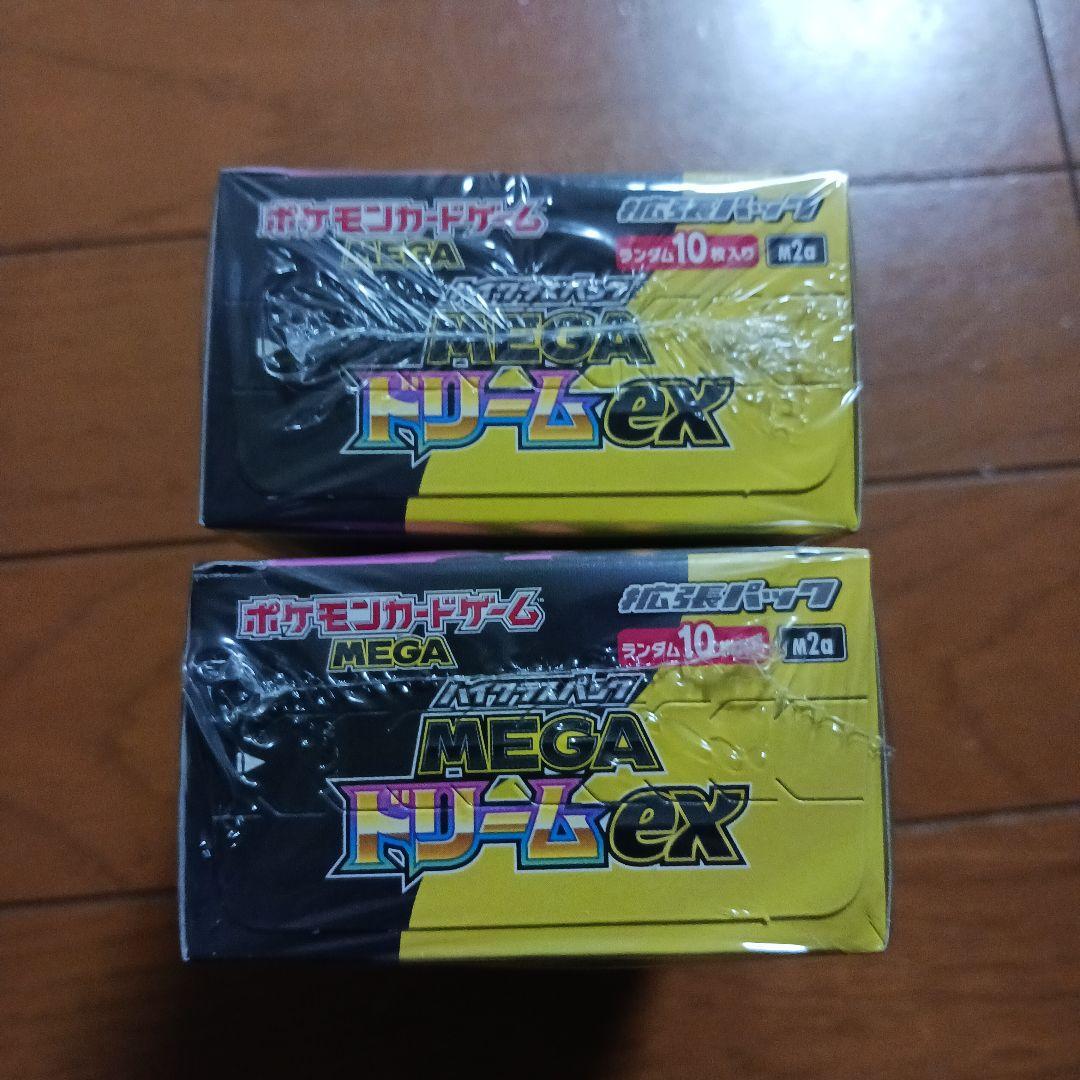 ポケモンカードゲーム
MEGA
拡張パック
ランダム10枚入り
M2a
ハイクラスパック
MEGA
ドリームex
ポケモンカードゲーム
MEGA
拡張パック
ランダム10
M2a
ハイクラスパック
MEGA
ドリームex